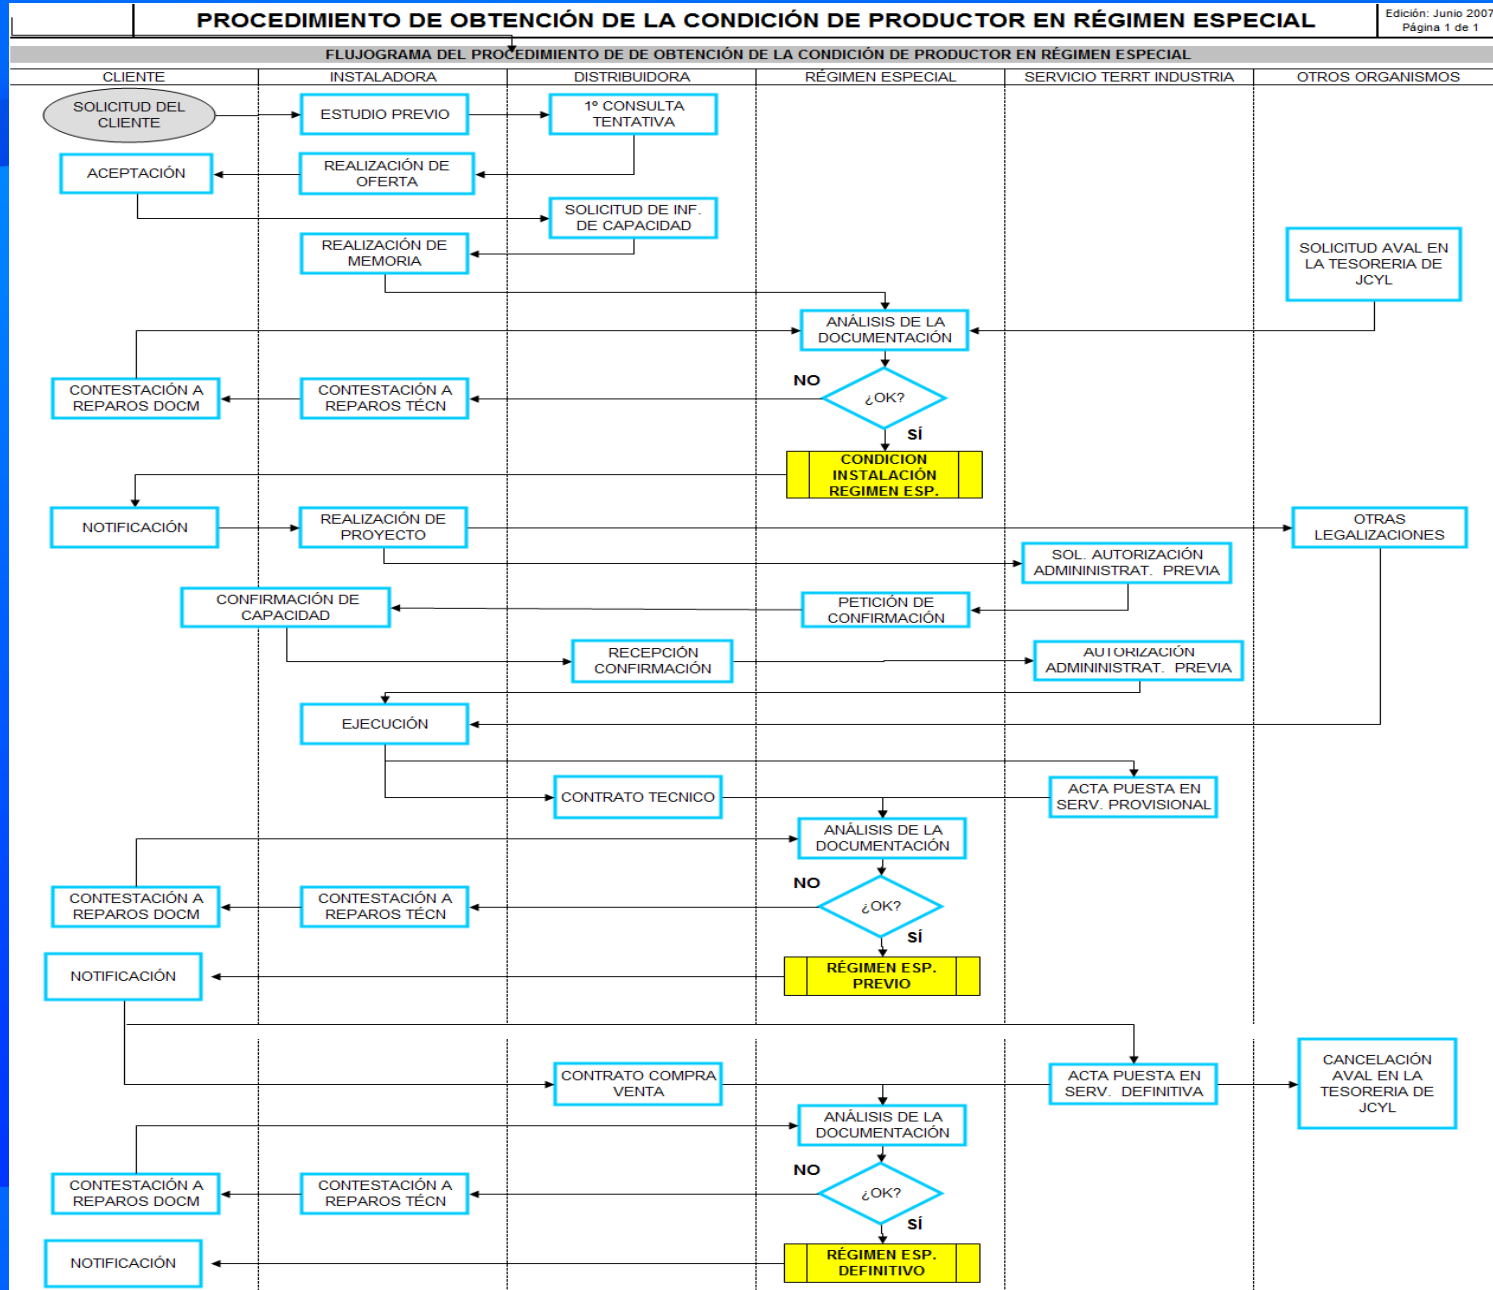 PROCEDIMIENTO DE OBTENCIÓN DE LA CONDICIÓN DE PRODUCTOR EN RÉGIMEN ESPECIAL
Edición: Junio 2007
Página 1 de 1
FLUJOGRAMA DEL PROCEDIMIENTO DE DE OBTENCIÓN DE LA CONDICIÓN DE PRODUCTOR EN RÉGIMEN ESPECIAL
CLIENTE
INSTALADORA
DISTRIBUIDORA
RÉGIMEN ESPECIAL
SERVICIO TERRT INDUSTRIA
OTROS ORGANISMOS
SOLICITUD DEL
CLIENTE
ESTUDIO PREVIO
1º CONSULTA
TENTATIVA
ACEPTACIÓN
REALIZACIÓN DE
OFERTA
SOLICITUD DE INF.
DE CAPACIDAD
REALIZACIÓN DE
MEMORIA
SOLICITUD AVAL EN
LA TESORERIA DE
JCYL
ANÁLISIS DE LA
DOCUMENTACIÓN
NO
¿OK?
SÍ
CONTESTACIÓN A
REPAROS DOCM
CONTESTACIÓN A
REPAROS TÉCN
CONDICION
INSTALACIÓN
REGIMEN ESP.
NOTIFICACIÓN
REALIZACIÓN DE
PROYECTO
OTRAS
LEGALIZACIONES
SOL. AUTORIZACIÓN
ADMININISTRAT. PREVIA
CONFIRMACIÓN DE
CAPACIDAD
PETICIÓN DE
CONFIRMACIÓN
RECEPCIÓN
CONFIRMACIÓN
AUTORIZACIÓN
ADMININISTRAT. PREVIA
EJECUCIÓN
CONTRATO TECNICO
ACTA PUESTA EN
SERV. PROVISIONAL
ANÁLISIS DE LA
DOCUMENTACIÓN
NO
¿OK?
SÍ
CONTESTACIÓN A
REPAROS DOCM
CONTESTACIÓN A
REPAROS TÉCN
NOTIFICACIÓN
RÉGIMEN ESP.
PREVIO
CONTRATO COMPRA
VENTA
ACTA PUESTA EN
SERV. DEFINITIVA
CANCELACIÓN
AVAL EN LA
TESORERIA DE
JCYL
ANÁLISIS DE LA
DOCUMENTACIÓN
NO
¿OK?
SÍ
CONTESTACIÓN A
REPAROS DOCM
CONTESTACIÓN A
REPAROS TÉCN
NOTIFICACIÓN
RÉGIMEN ESP.
DEFINITIVO